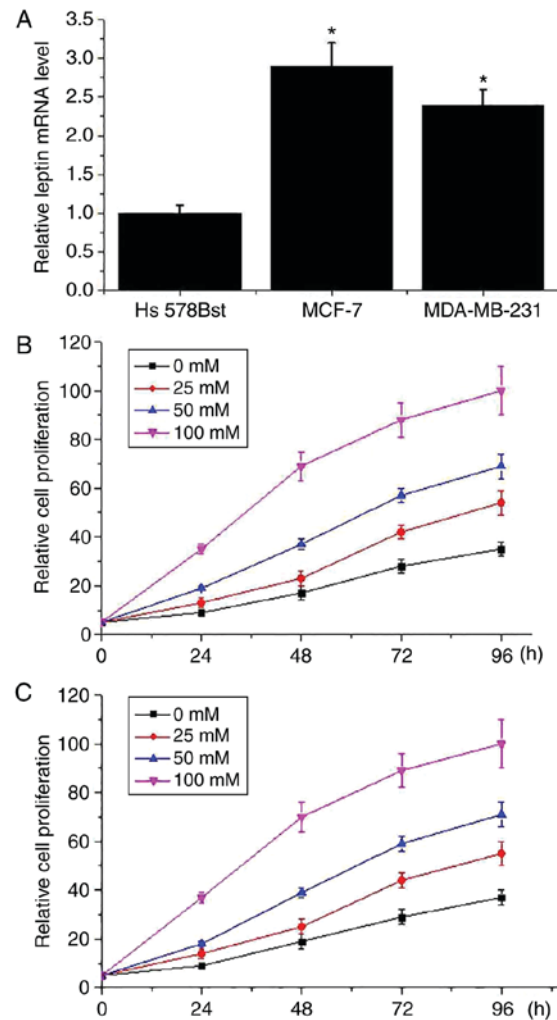 A
Relative leptin mRNA level
3.5
3.0
2.5
2.0
1.5
1.0
0.5
0.0
*
*
Hs 578Bst MCF-7 MDA-MB-231
B
Relative cell proliferation
120
100
80
60
40
20
0
0 mM
25 mM
50 mM
100 mM
0 24 48 72 96 (h)
C
Relative cell proliferation
120
100
80
60
40
20
0
0 mM
25 mM
50 mM
100 mM
0 24 48 72 96 (h)